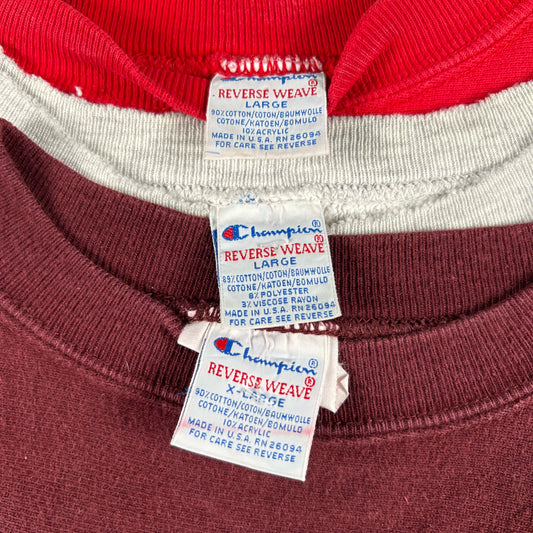 Champion®
REVERSE WEAVE®
LARGE
90% COTTON/COTON/BAUMWOLLE
COTONE/KATOEN/BOMULD
10% ACRYLIC
MADE IN U.S.A. RN 26094
FOR CARE SEE REVERSE
Champion®
REVERSE WEAVE®
LARGE
89% COTTON/COTON/BAUMWOLLE
COTONE/KATOEN/BOMULD
8% POLYESTER
3% VISCOSE RAYON
MADE IN U.S.A. RN 26094
FOR CARE SEE REVERSE
Champion®
REVERSE WEAVE®
X-LARGE
90% COTTON/COTON/BAUMWOLLE
COTONE/KATOEN/BOMULD
10% ACRYLIC
MADE IN U.S.A. RN 26094
FOR CARE SEE REVERSE